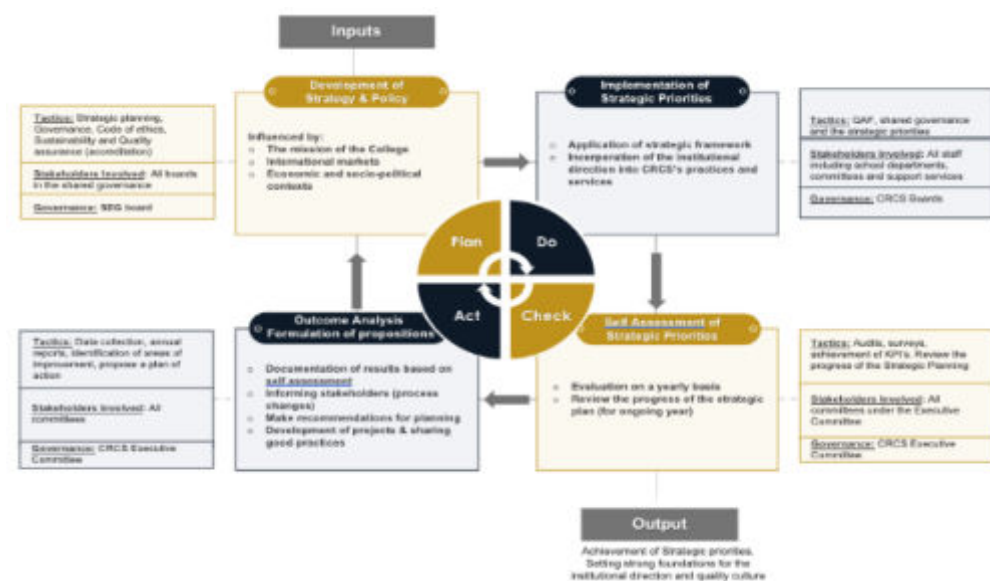 Inputs
Development of
Strategy & Policy
Influenced by:
o The mission of the College
o International markets
o Economic and socio-political
contexts
Tactics: Strategic planning,
Governance, Code of ethics,
Sustainability and Quality
assurance (accreditation)
Stakeholders Involved: All boards
in the shared governance
Governance: board
Implementation of
Strategic Priorities
o Application of strategic framework
o Incorporation of the institutional
direction into CRCS's practices and
services
Tactics: QAF, shared governance
and the strategic priorities
Stakeholders Involved: All staff
including school departments,
committees and support services
Governance: CRCS Boards
Plan
Do
Act
Check
Outcome Analysis
Formulation of propositions
o Documentation of results based on
self assessment
o Informing stakeholders (process
changes)
o Make recommendations for planning
o Development of projects & sharing
good practices
Tactics: Data collection, annual
reports, identification of areas of
improvement, propose a plan of
action
Stakeholders Involved: All
committees
Governance: CRCS Executive
Committee
Self Assessment of
Strategic Priorities
o Evaluation on a yearly basis
o Review the progress of the strategic
plan (for ongoing year)
Tactics: Audits, surveys,
achievement of KPI's. Review the
progress of the Strategic Planning
Stakeholders Involved: All
committees under the Executive
Committee
Governance: CRCS Executive
Committee
Output
Achievement of Strategic priorities.
Setting strong foundations for the
institutional direction and quality culture